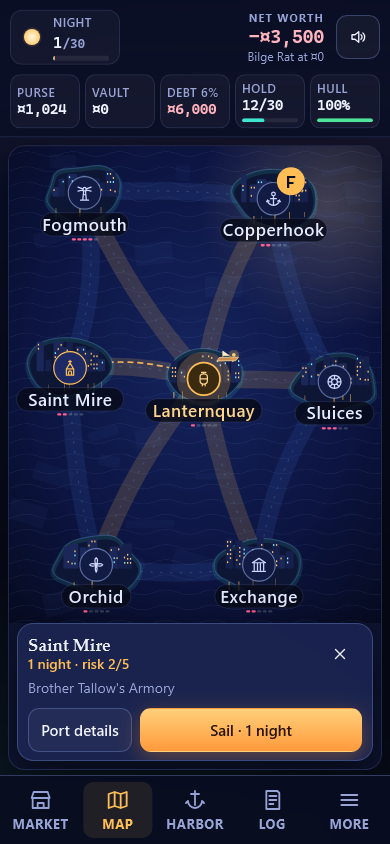 NIGHT
1/30
NET WORTH
−¤3,500
Bilge Rat at ¤0
PURSE
¤1,024
VAULT
¤0
DEBT 6%
¤6,000
HOLD
12/30
HULL
100%
Fogmouth
F
Copperhook
Saint Mire
Lanternquay
Sluices
Orchid
Exchange
Saint Mire
1 night · risk 2/5
Brother Tallow's Armory
Port details
Sail · 1 night
MARKET
MAP
HARBOR
LOG
MORE